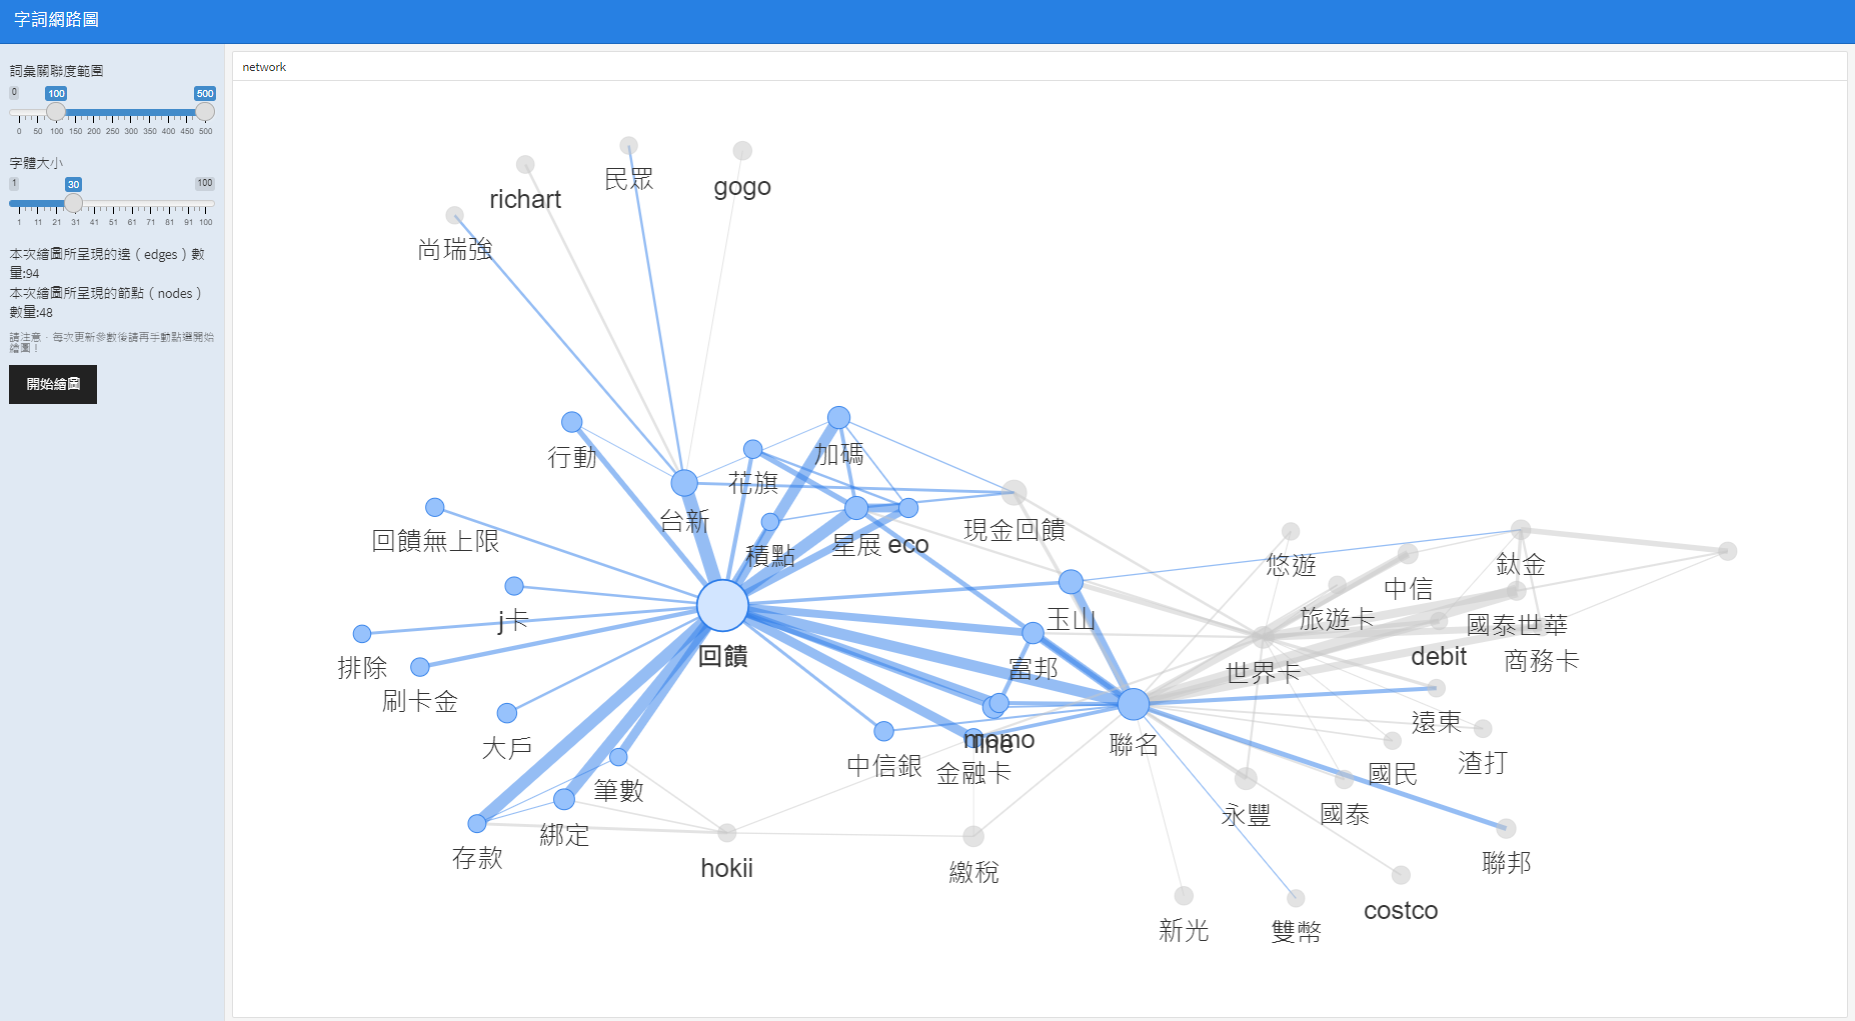 字詞網路圖
詞彙關聯度範圍
0 100 500
0 50 100 150 200 250 300 350 400 450 500
字體大小
1 30 100
1 11 21 31 41 51 61 71 81 91 100
本次繪圖所呈現的邊（edges）數
量:94
本次繪圖所呈現的節點（nodes）
數量:48
請注意，每次更新參數後請再手動點選開始
繪圖！
開始繪圖
network
民眾
gogo
richart
尚瑞強
行動
加碼
花旗
台新
現金回饋
回饋無上限
星展
eco
積點
悠遊
鈦金
中信
j卡
玉山
旅遊卡
國泰世華
回饋
debit
商務卡
排除
富邦
世界卡
刷卡金
遠東
大戶
momo
line
聯名
中信銀
金融卡
渣打
國民
筆數
永豐
國泰
綁定
存款
hokii
繳稅
聯邦
costco
新光
雙幣